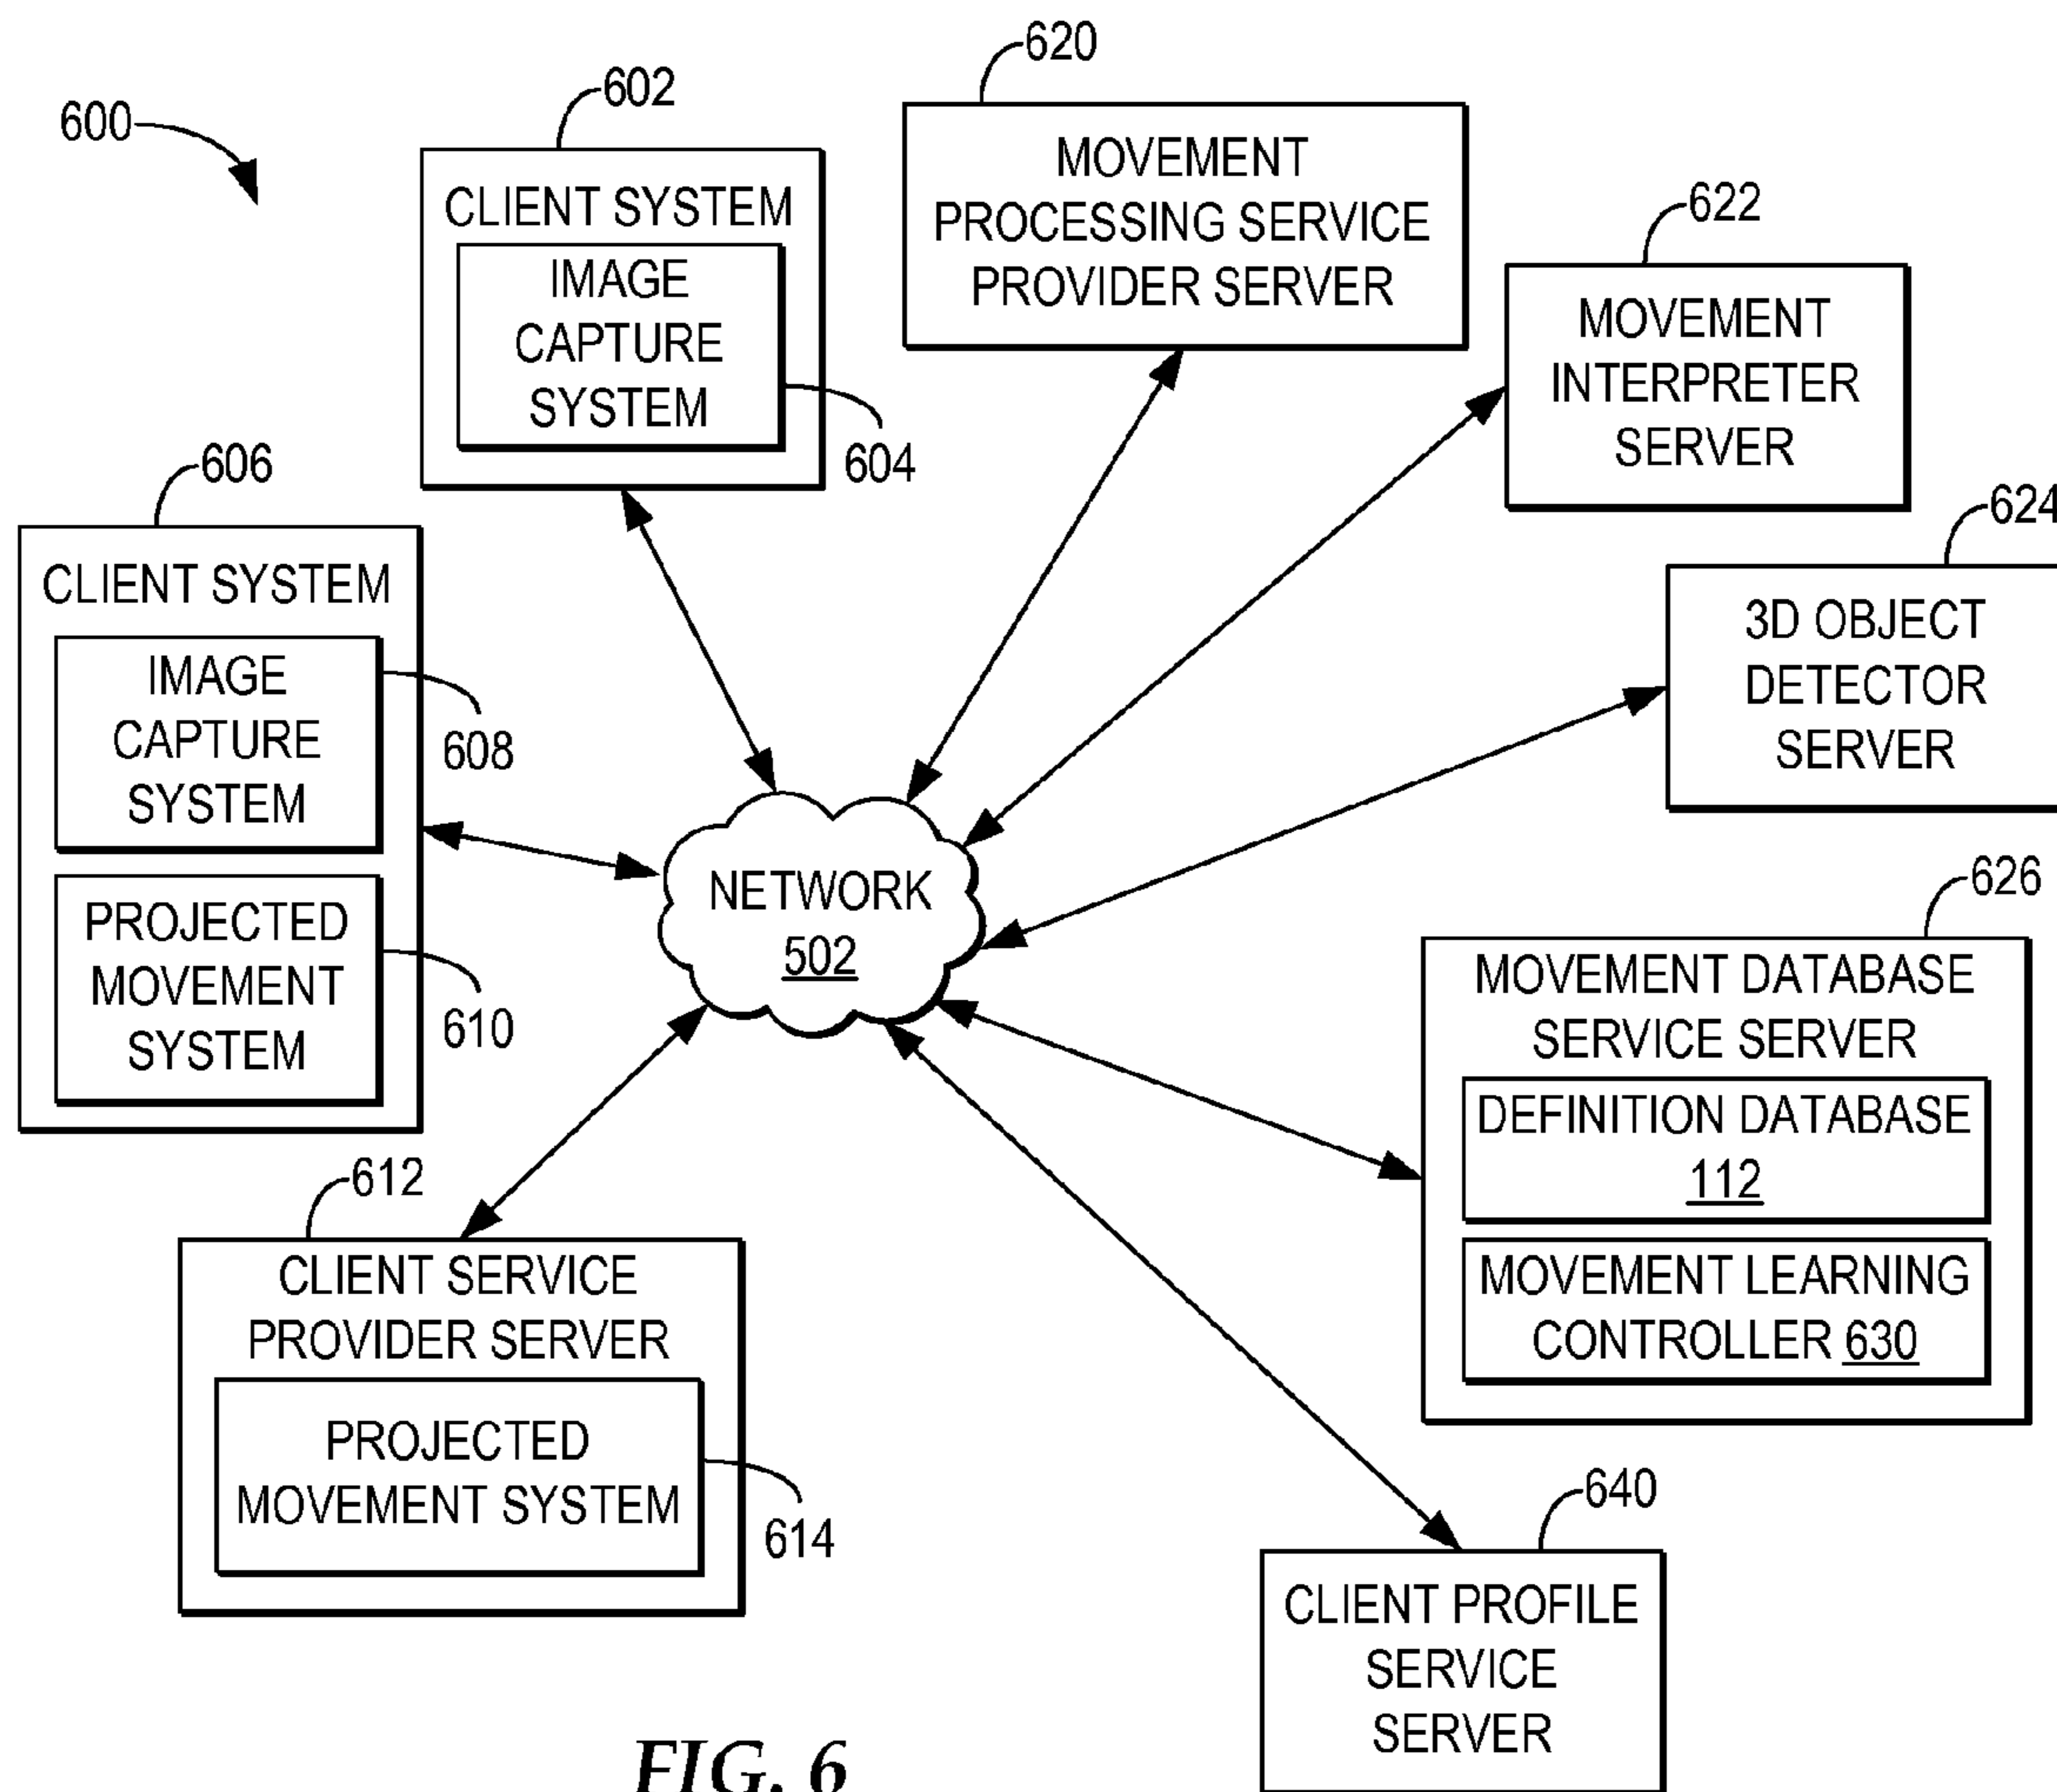 600
602
CLIENT SYSTEM
IMAGE
CAPTURE
SYSTEM
604
620
MOVEMENT
PROCESSING SERVICE
PROVIDER SERVER
622
MOVEMENT
INTERPRETER
SERVER
624
3D OBJECT
DETECTOR
SERVER
606
CLIENT SYSTEM
IMAGE
CAPTURE
SYSTEM
608
PROJECTED
MOVEMENT
SYSTEM
610
NETWORK
502
626
MOVEMENT DATABASE
SERVICE SERVER
DEFINITION DATABASE
112
MOVEMENT LEARNING
CONTROLLER 630
612
CLIENT SERVICE
PROVIDER SERVER
PROJECTED
MOVEMENT SYSTEM
614
640
CLIENT PROFILE
SERVICE
SERVER
FIG. 6